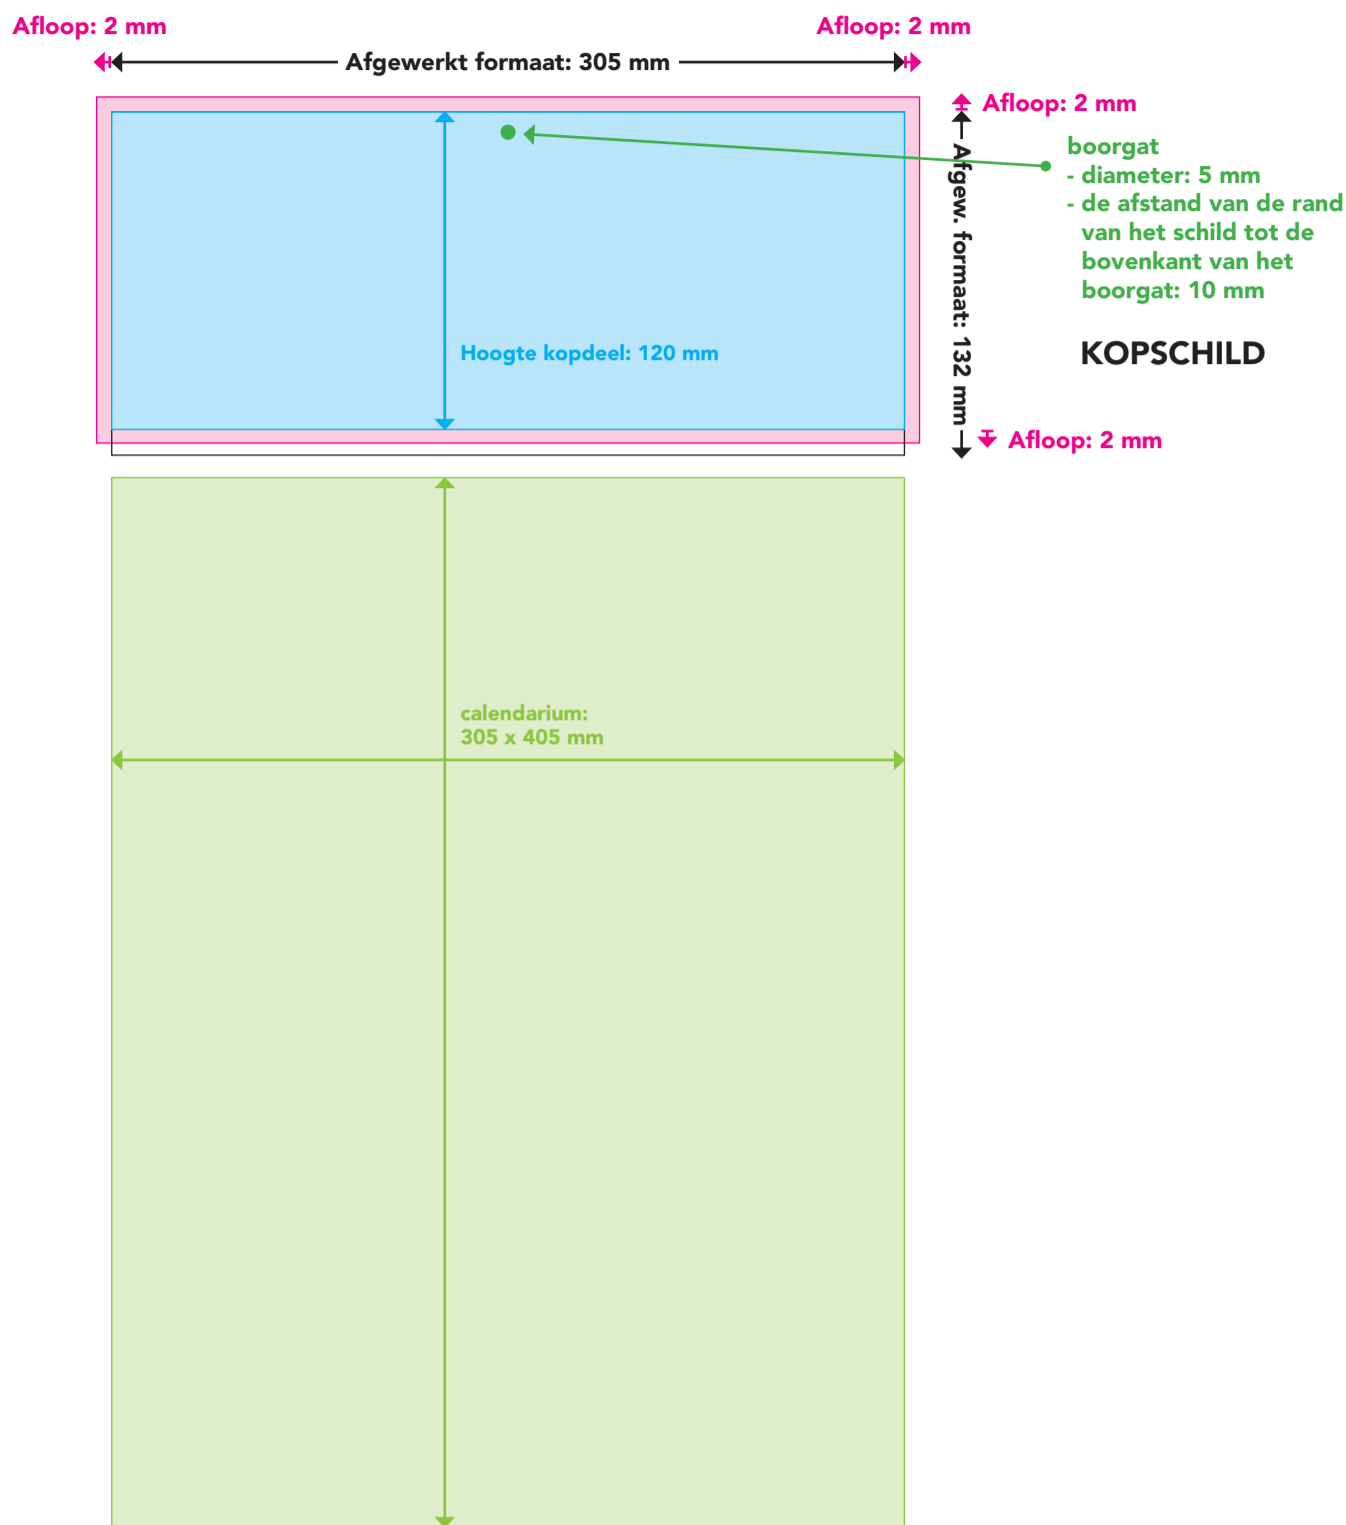 Afloop: 2 mm
Afloop: 2 mm
Afgewerkt formaat: 305 mm
Afloop: 2 mm
Afgew. formaat: 132 mm
boorgat
- diameter: 5 mm
- de afstand van de rand
van het schild tot de
bovenkant van het
boorgat: 10 mm
Hoogte kopdeel: 120 mm
KOPSCHILD
Afloop: 2 mm
calendarium:
305 x 405 mm